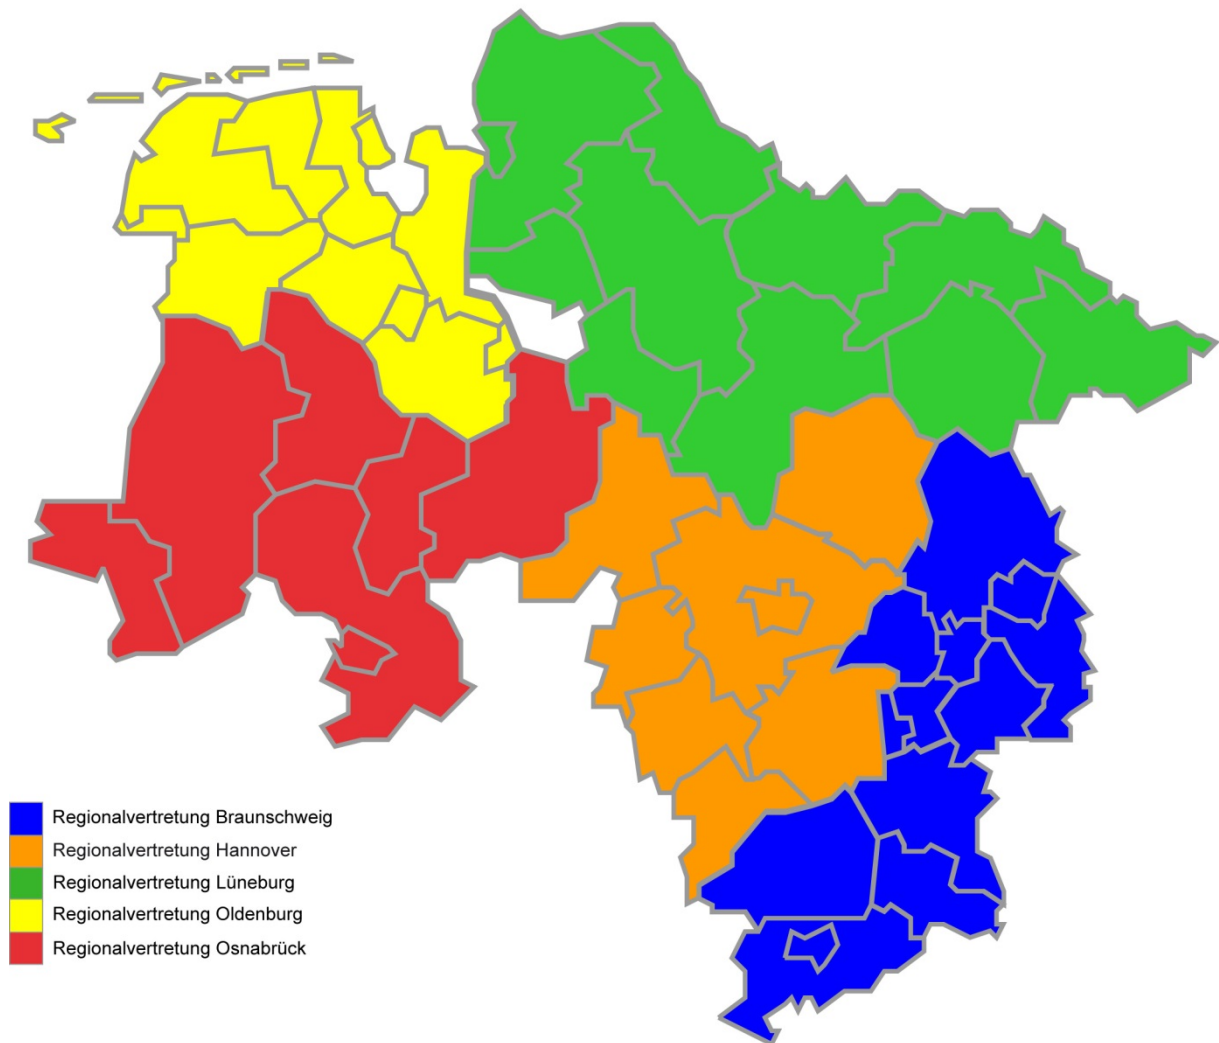 Regionalvertretung Braunschweig
Regionalvertretung Hannover
Regionalvertretung Lüneburg
Regionalvertretung Oldenburg
Regionalvertretung Osnabrück